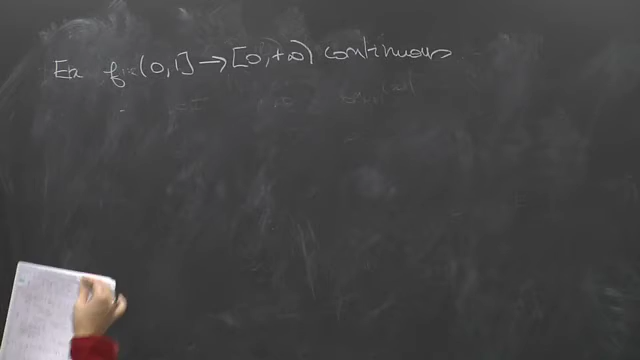 Ex f: (0,1] → [0,+∞) continuous